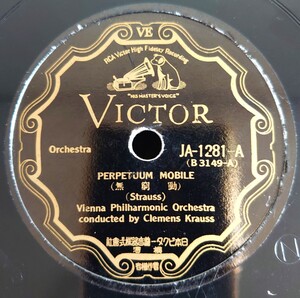 VE
RCA Victor High Fidelity Recording
"HIS MASTER'S VOICE"
VICTOR
Orchestra
JA-1281-A
(B3149-A)
PERPETUUM MOBILE
(無窮動)
(Strauss)
Vienna Philharmonic Orchestra
conducted by Clemens Krauss